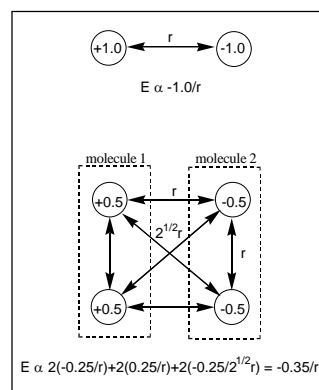 +1.0 r -1.0
E α -1.0/r
molecule 1 molecule 2
+0.5 r -0.5
2^{1/2}r
r
+0.5 -0.5
E α 2(-0.25/r)+2(0.25/r)+2(-0.25/2^{1/2}r) = -0.35/r